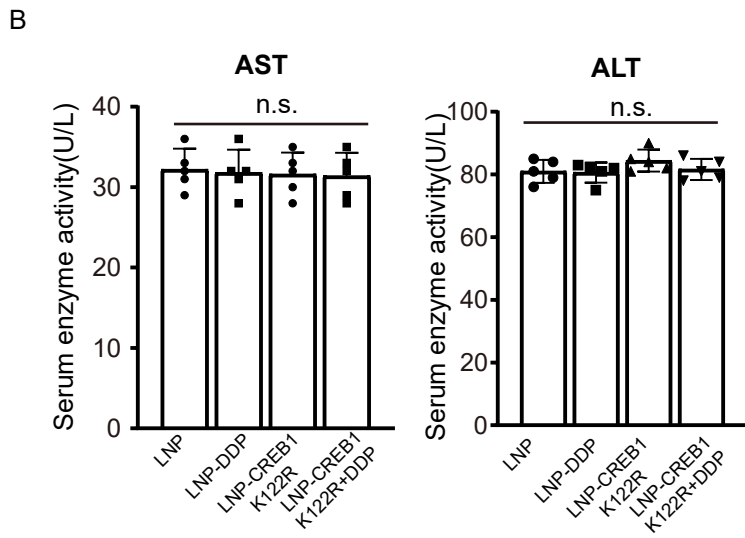 B
AST
n.s.
Serum enzyme activity(U/L)
40
30
20
10
0
LNP
LNP-DDP
LNP-CREB1
K122R
LNP-CREB1
K122R+DDP
ALT
n.s.
Serum enzyme activity(U/L)
100
80
60
40
20
0
LNP
LNP-DDP
LNP-CREB1
K122R
LNP-CREB1
K122R+DDP